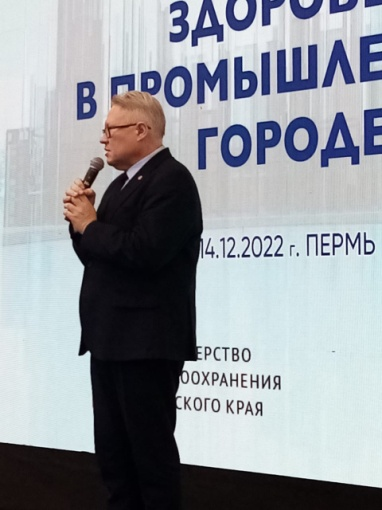 ЗДОРОВЬ
В ПРОМЫШЛЕ
ГОРОДЕ
14.12.2022 г. ПЕРМЬ
ЕРСТВО
ООХРАНЕНИЯ
СКОГО КРАЯ